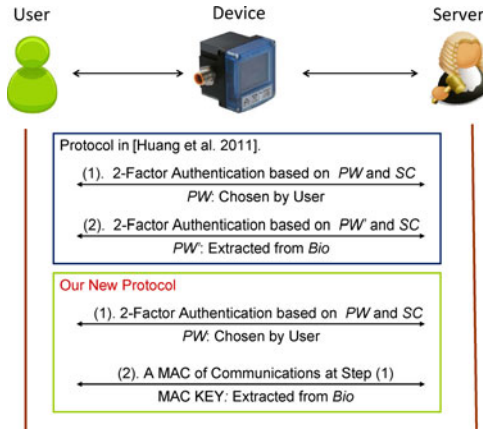 User
Device
Server
Protocol in [Huang et al. 2011].
(1). 2-Factor Authentication based on PW and SC
PW: Chosen by User
(2). 2-Factor Authentication based on PW' and SC
PW': Extracted from Bio
Our New Protocol
(1). 2-Factor Authentication based on PW and SC
PW: Chosen by User
(2). A MAC of Communications at Step (1)
MAC KEY: Extracted from Bio